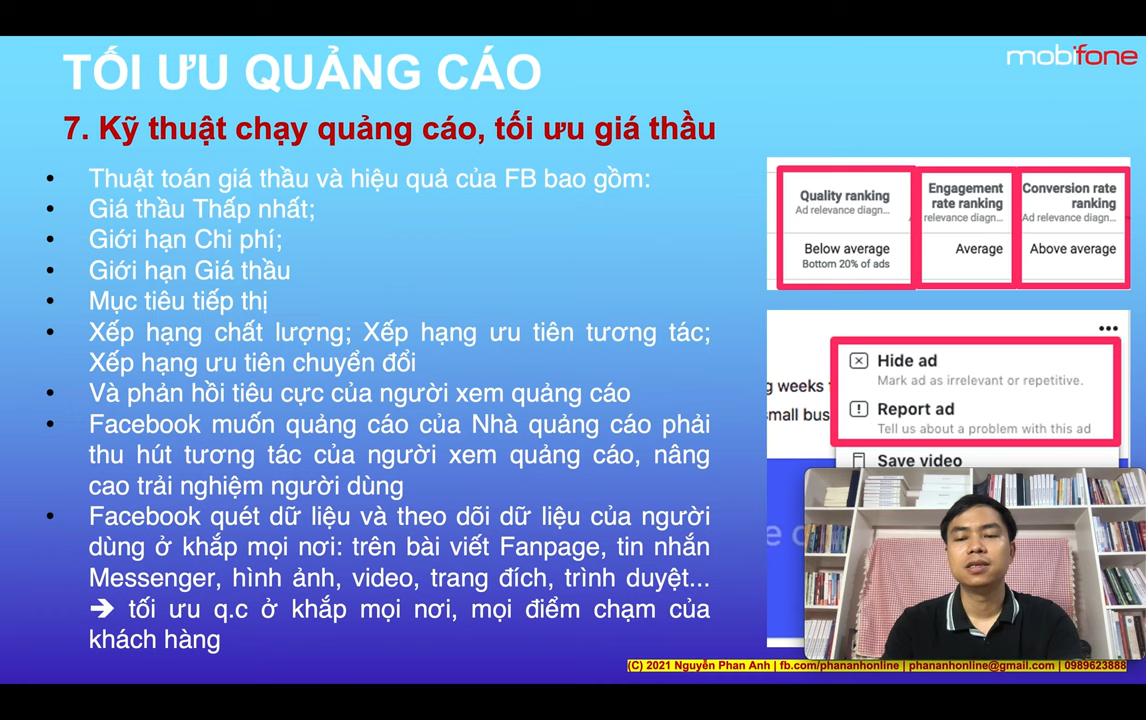 TỐI ƯU QUẢNG CÁO
mobifone
7. Kỹ thuật chạy quảng cáo, tối ưu giá thầu
• Thuật toán giá thầu và hiệu quả của FB bao gồm:
• Giá thầu Thấp nhất;
• Giới hạn Chi phí;
• Giới hạn Giá thầu
• Mục tiêu tiếp thị
• Xếp hạng chất lượng; Xếp hạng ưu tiên tương tác;
Xếp hạng ưu tiên chuyển đổi
• Và phản hồi tiêu cực của người xem quảng cáo
• Facebook muốn quảng cáo của Nhà quảng cáo phải
thu hút tương tác của người xem quảng cáo, nâng
cao trải nghiệm người dùng
• Facebook quét dữ liệu và theo dõi dữ liệu của người
dùng ở khắp mọi nơi: trên bài viết Fanpage, tin nhắn
Messenger, hình ảnh, video, trang đích, trình duyệt...
➔ tối ưu q.c ở khắp mọi nơi, mọi điểm chạm của
khách hàng
Quality ranking
Ad relevance diagn...
Below average
Bottom 20% of ads
Engagement
rate ranking
relevance diagn...
Average
Conversion rate
ranking
Ad relevance diagn...
Above average
g weeks
small bus
Hide ad
Mark ad as irrelevant or repetitive.
Report ad
Tell us about a problem with this ad
Save video
(C) 2021 Nguyễn Phan Anh | fb.com/phananhonline | phananhonline@gmail.com | 0989623888